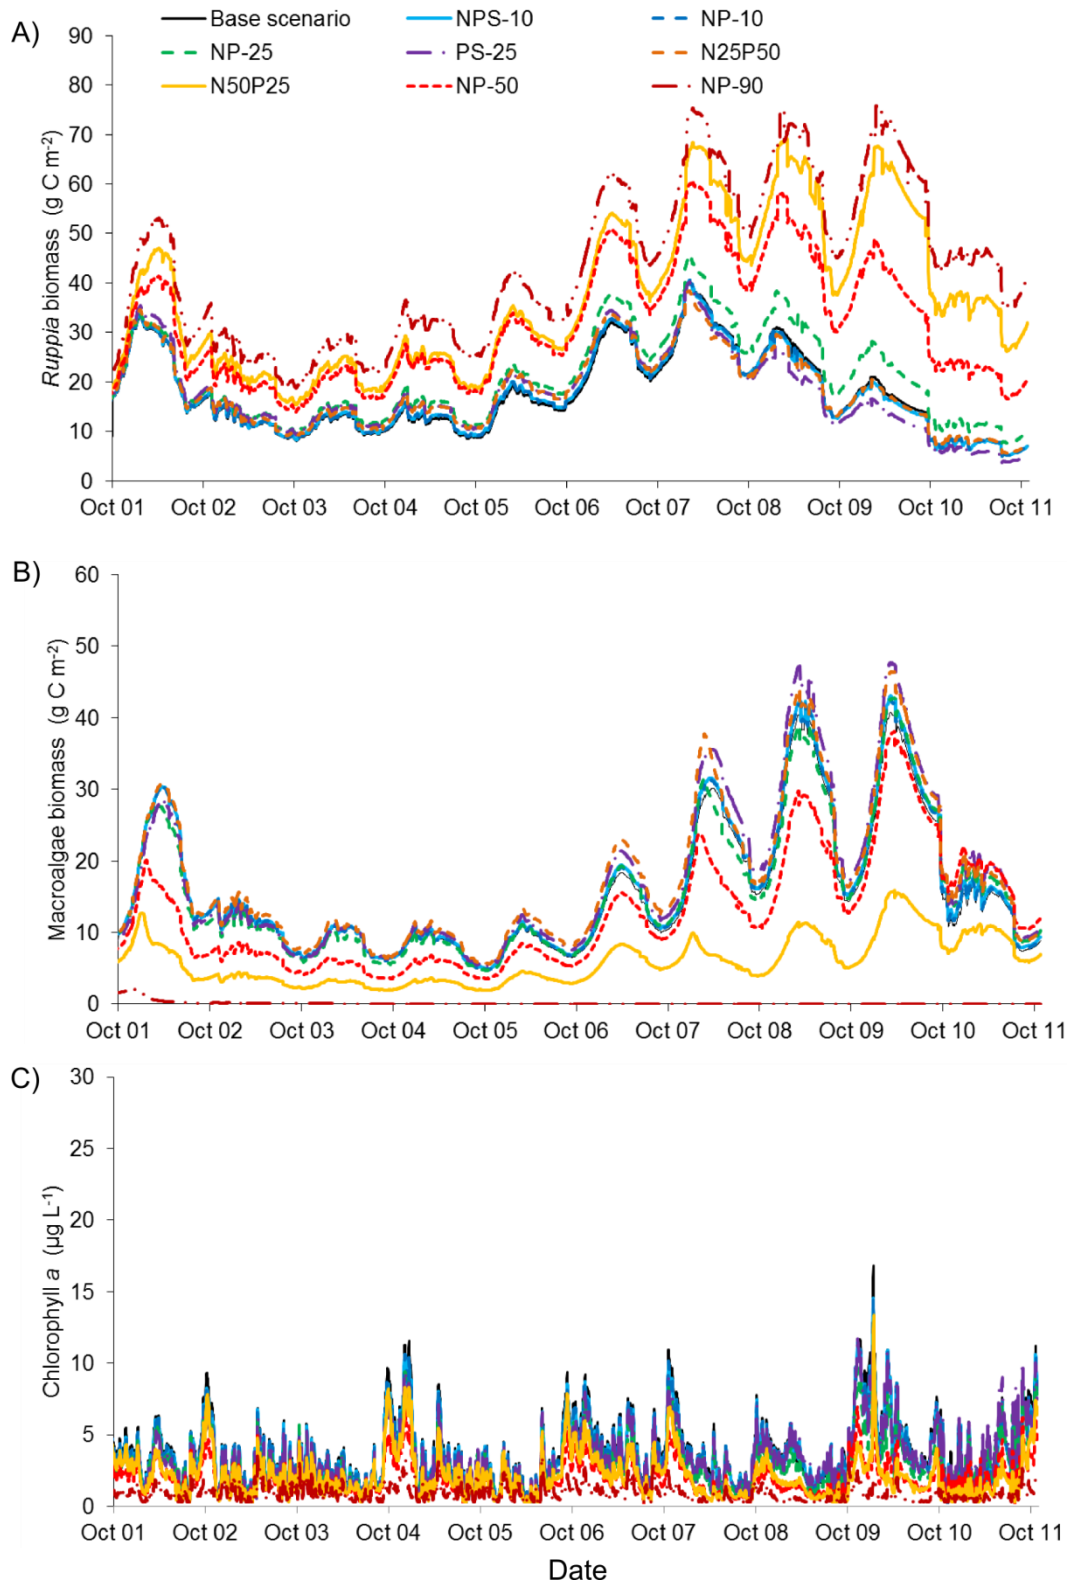 A)
Base scenario NPS-10 NP-10
NP-25 PS-25 N25P50
N50P25 NP-50 NP-90
Ruppia biomass (g C m-2)
90
80
70
60
50
40
30
20
10
0
Oct 01 Oct 02 Oct 03 Oct 04 Oct 05 Oct 06 Oct 07 Oct 08 Oct 09 Oct 10 Oct 11
B)
Macroalgae biomass (g C m-2)
60
50
40
30
20
10
0
Oct 01 Oct 02 Oct 03 Oct 04 Oct 05 Oct 06 Oct 07 Oct 08 Oct 09 Oct 10 Oct 11
C)
Chlorophyll a (µg L-1)
30
25
20
15
10
5
0
Oct 01 Oct 02 Oct 03 Oct 04 Oct 05 Oct 06 Oct 07 Oct 08 Oct 09 Oct 10 Oct 11
Date